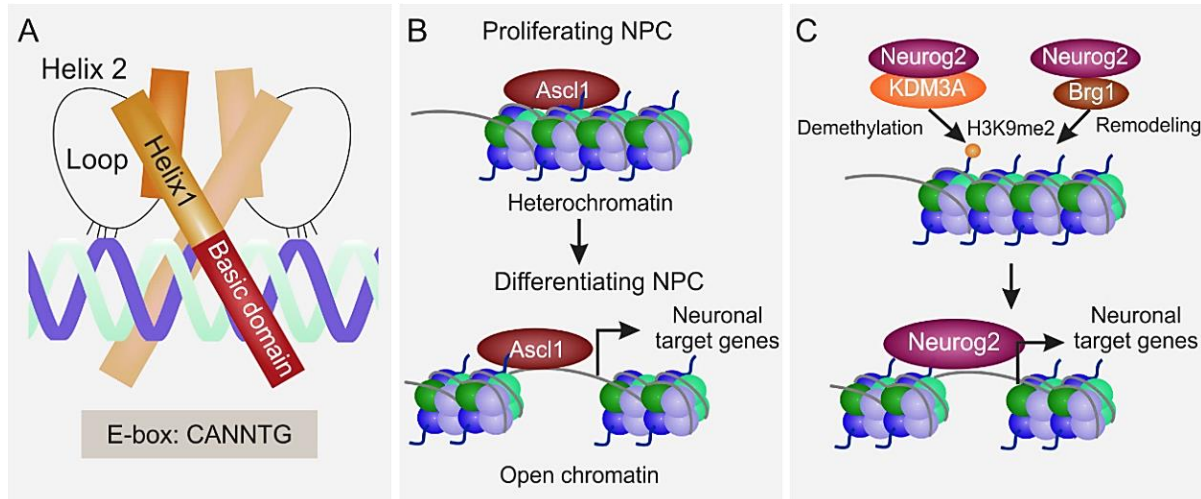 A
Helix 2
Loop
Helix1
Basic domain
E-box: CANNTG
B
Proliferating NPC
Ascl1
Heterochromatin
Differentiating NPC
Neuronal
target genes
Ascl1
Open chromatin
C
Neurog2
KDM3A
Neurog2
Brg1
Demethylation
H3K9me2
Remodeling
Neuronal
target genes
Neurog2